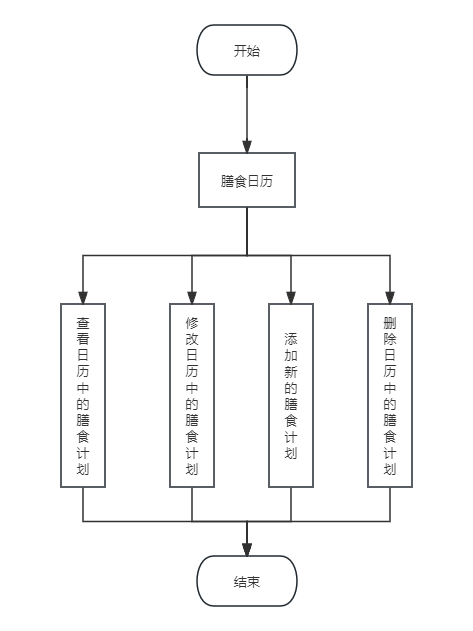 开始
膳食日历
查看日历中的膳食计划
修改日历中的膳食计划
添加新的膳食计划
删除日历中的膳食计划
结束